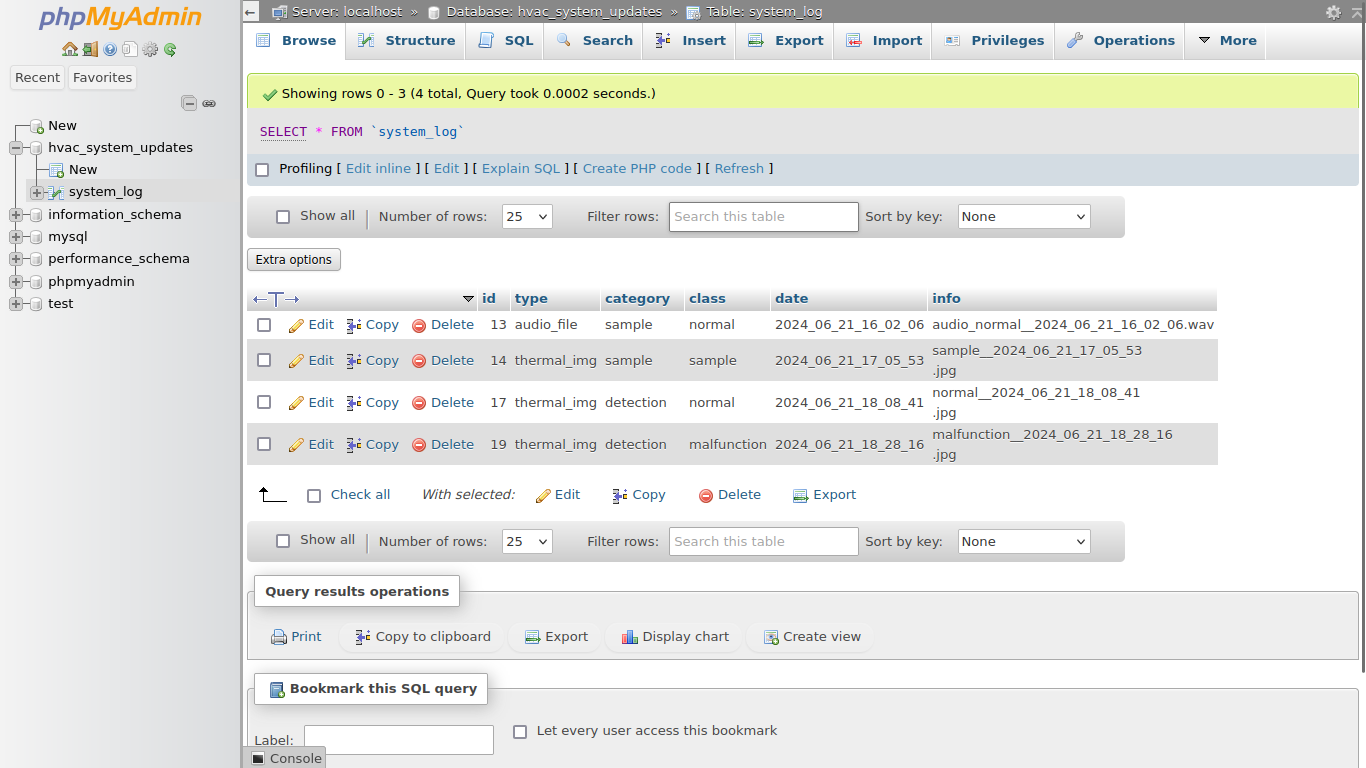 phpMyAdmin
Recent Favorites
New
hvac_system_updates
New
system_log
information_schema
mysql
performance_schema
phpmyadmin
test
Server: localhost » Database: hvac_system_updates » Table: system_log
Browse Structure SQL Search Insert Export Import Privileges Operations More
Showing rows 0 - 3 (4 total, Query took 0.0002 seconds.)
SELECT * FROM `system_log`
Profiling [ Edit inline ] [ Edit ] [ Explain SQL ] [ Create PHP code ] [ Refresh ]
Show all Number of rows: 25 Filter rows: Search this table Sort by key: None
Extra options
←T→ id type category class date info
Edit Copy Delete 13 audio_file sample normal 2024_06_21_16_02_06 audio_normal__2024_06_21_16_02_06.wav
Edit Copy Delete 14 thermal_img sample sample 2024_06_21_17_05_53 sample__2024_06_21_17_05_53
.jpg
Edit Copy Delete 17 thermal_img detection normal 2024_06_21_18_08_41 normal__2024_06_21_18_08_41
.jpg
Edit Copy Delete 19 thermal_img detection malfunction 2024_06_21_18_28_16 malfunction__2024_06_21_18_28_16
.jpg
Check all With selected: Edit Copy Delete Export
Show all Number of rows: 25 Filter rows: Search this table Sort by key: None
Query results operations
Print Copy to clipboard Export Display chart Create view
Bookmark this SQL query
Label: Let every user access this bookmark
Console